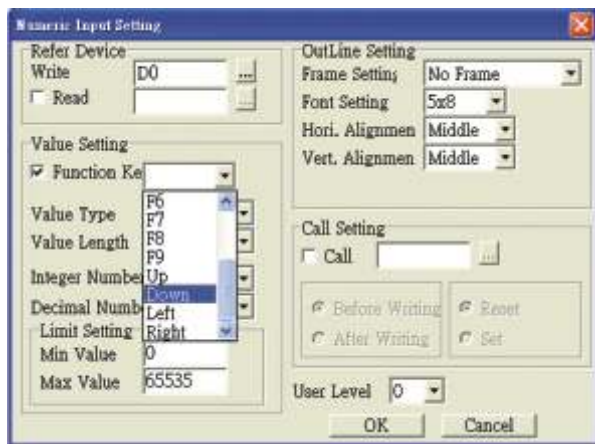 Numeric Input Setting
Refer Device
Write D0 ...
Read ...
Value Setting
Function Ke
F6
F7
F8
F9
Up
Down
Left
Right
Value Type
Value Length
Integer Number
Decimal Numb
Limit Setting
Min Value 0
Max Value 65535
OutLine Setting
Frame Setting No Frame
Font Setting 5x8
Hori. Alignmen Middle
Vert. Alignmen Middle
Call Setting
Call ...
Before Writing
After Writing
Reset
Set
User Level 0
OK Cancel